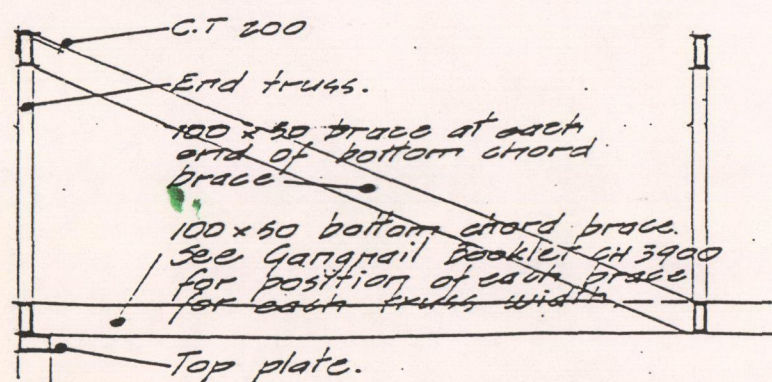 C.T 200
End truss.
100 x 50 brace at each
end of bottom chord
brace
100 x 50 bottom chord brace.
See Gangnail Booklet CH 3900
for position of each brace
for each truss width.
Top plate.